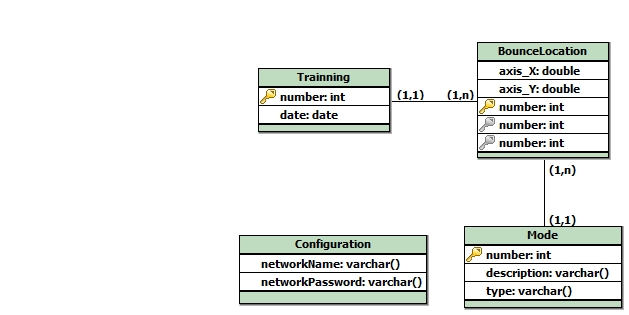 BounceLocation
axis_X: double
axis_Y: double
number: int
number: int
number: int
Trainning
number: int
date: date
(1,1)
(1,n)
(1,n)
(1,1)
Configuration
networkName: varchar()
networkPassword: varchar()
Mode
number: int
description: varchar()
type: varchar()